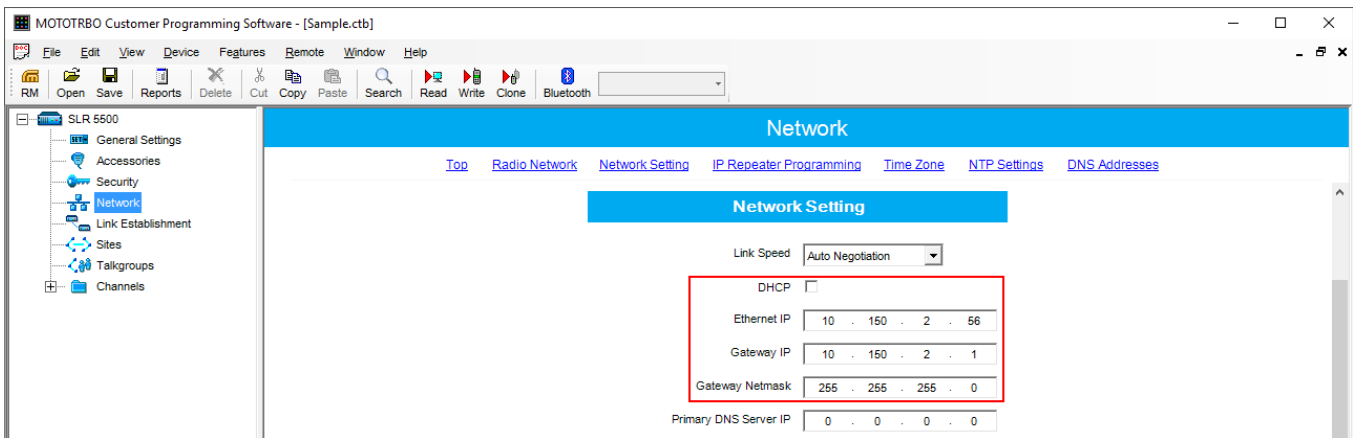 MOTOTRBO Customer Programming Software - [Sample.ctb]
File Edit View Device Features Remote Window Help
RM Open Save Reports Delete Cut Copy Paste Search Read Write Clone Bluetooth
SLR 5500
General Settings
Accessories
Security
Network
Link Establishment
Sites
Talkgroups
Channels
Network
Top Radio Network Network Setting IP Repeater Programming Time Zone NTP Settings DNS Addresses
Network Setting
Link Speed Auto Negotiation
DHCP
Ethernet IP 10 . 150 . 2 . 56
Gateway IP 10 . 150 . 2 . 1
Gateway Netmask 255 . 255 . 255 . 0
Primary DNS Server IP 0 . 0 . 0 . 0